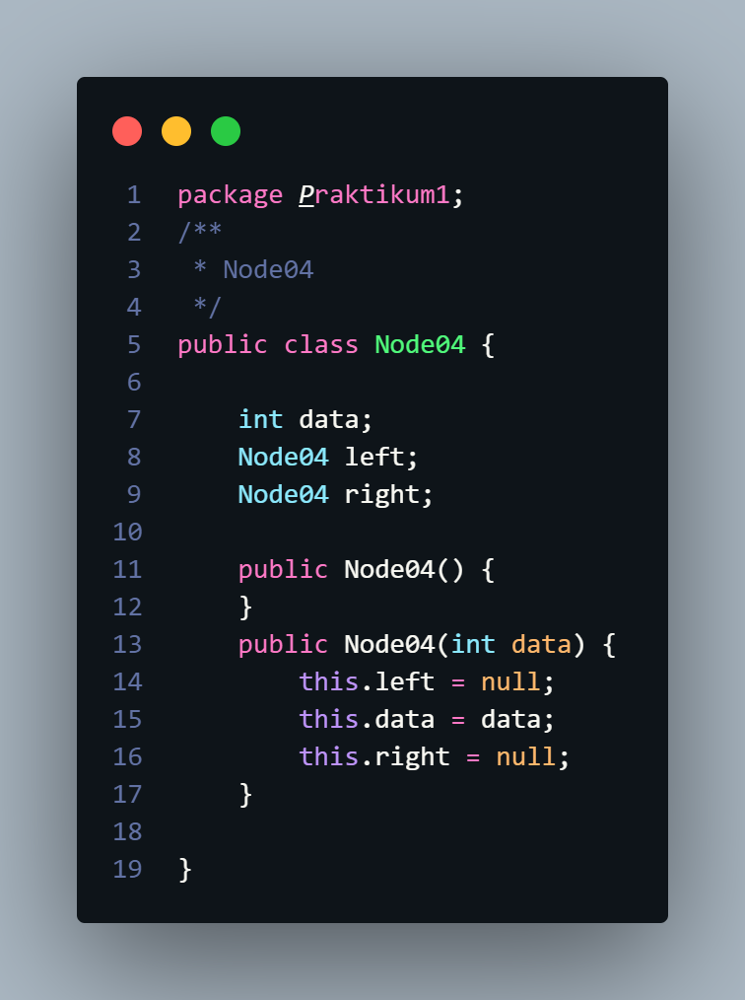 1 package Praktikum1;
2 /**
3  * Node04
4  */
5 public class Node04 {
6
7     int data;
8     Node04 left;
9     Node04 right;
10
11     public Node04() {
12     }
13     public Node04(int data) {
14         this.left = null;
15         this.data = data;
16         this.right = null;
17     }
18
19 }